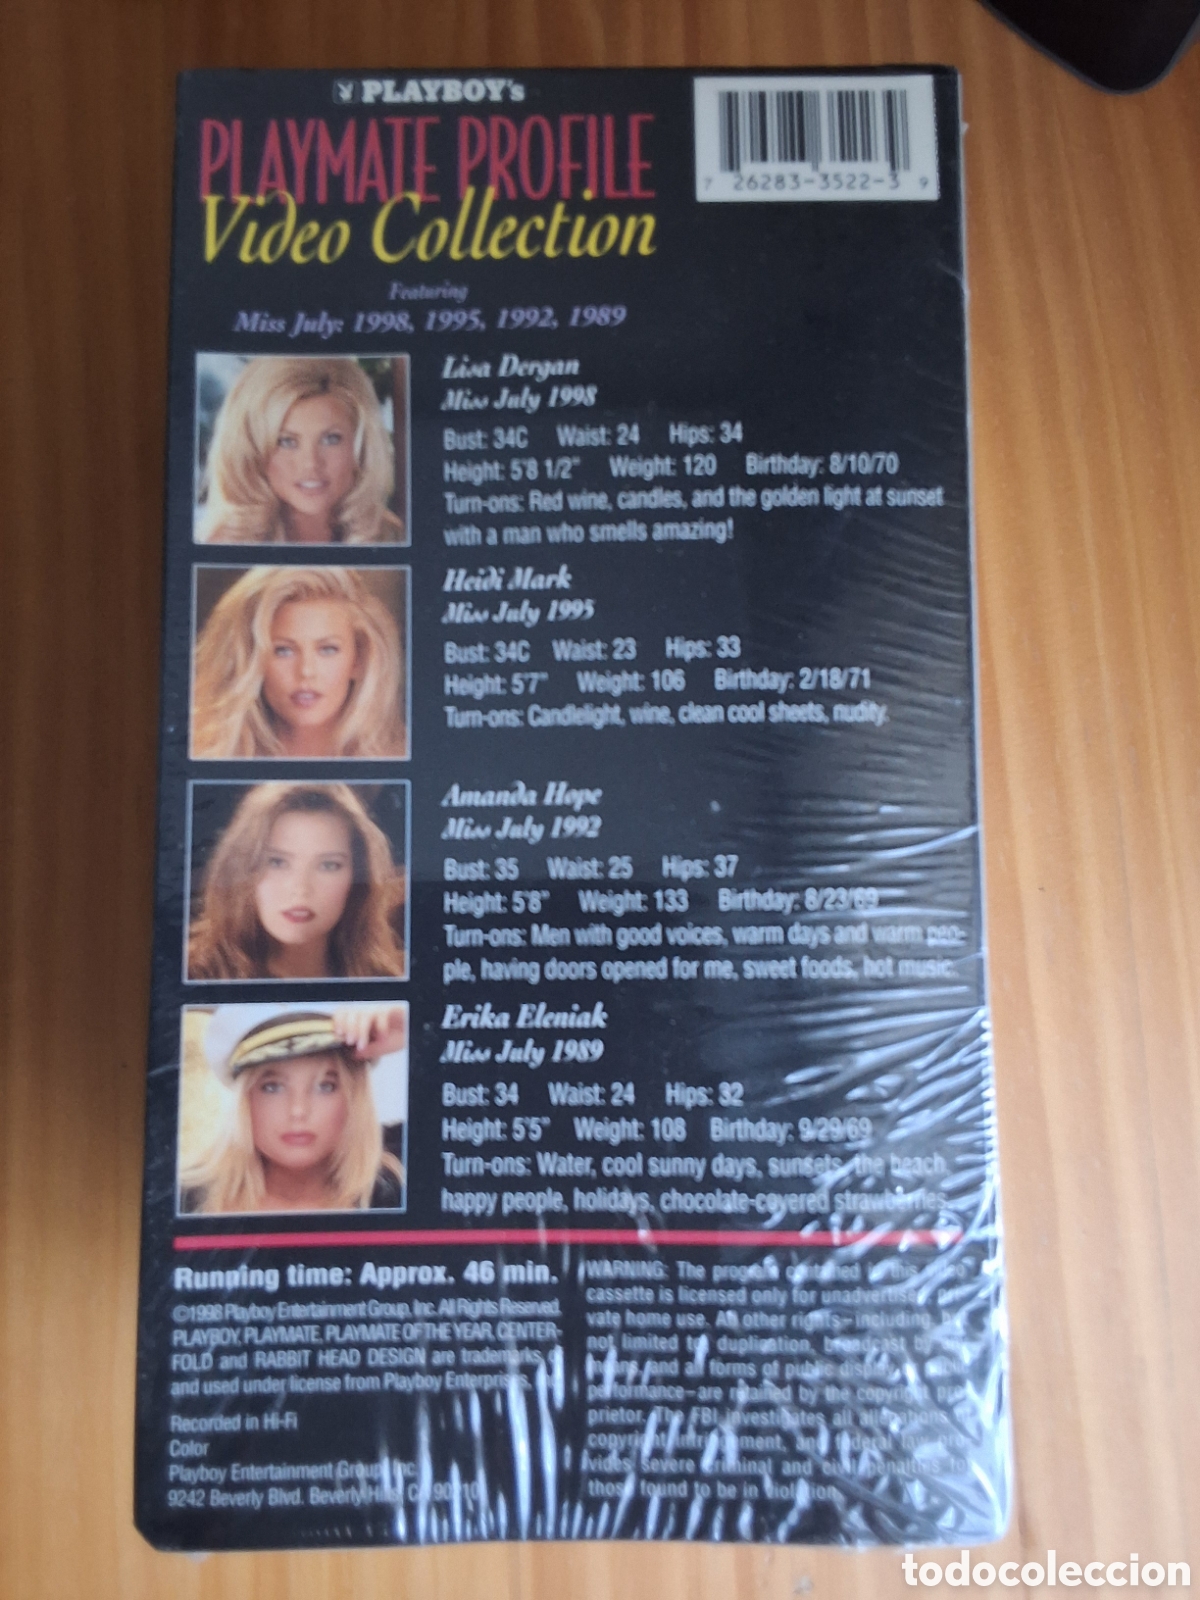 PLAYBOY's
PLAYMATE PROFILE
Video Collection
7 26283-3522-3 9
Featuring
Miss July: 1998, 1995, 1992, 1989
Lisa Dergan
Miss July 1998
Bust: 34C Waist: 24 Hips: 34
Height: 5'8 1/2" Weight: 120 Birthday: 8/10/70
Turn-ons: Red wine, candles, and the golden light at sunset
with a man who smells amazing!
Heidi Mark
Miss July 1995
Bust: 34C Waist: 23 Hips: 33
Height: 5'7" Weight: 106 Birthday: 2/18/71
Turn-ons: Candlelight, wine, clean cool sheets, nudity.
Amanda Hope
Miss July 1992
Bust: 35 Waist: 25 Hips: 37
Height: 5'8" Weight: 133 Birthday: 8/23/69
Turn-ons: Men with good voices, warm days and warm peo-
ple, having doors opened for me, sweet foods, hot music.
Erika Eleniak
Miss July 1989
Bust: 34 Waist: 24 Hips: 32
Height: 5'5" Weight: 108 Birthday: 9/29/69
Turn-ons: Water, cool sunny days, sunsets, the beach,
happy people, holidays, chocolate-covered strawberries.
Running time: Approx. 46 min.
©1998 Playboy Entertainment Group, Inc. All Rights Reserved.
PLAYBOY, PLAYMATE, PLAYMATE OF THE YEAR, CENTER-
FOLD and RABBIT HEAD DESIGN are trademarks
and used under license from Playboy Enterprises,
Recorded in Hi-Fi
Color
Playboy Entertainment Group, Inc.
9242 Beverly Blvd. Beverly Hills, CA 90210
WARNING: The program contained in this video
cassette is licensed only for unadvertised, pri-
vate home use. All other rights—including, but
not limited to duplication, broadcast by
means, and all forms of public display
performance—are retained by the copyright pro-
prietor. The FBI investigates all allegations of
copyright infringement, and federal law pro-
vides severe criminal and civil penalties for
those found to be in violation.
todocoleccion